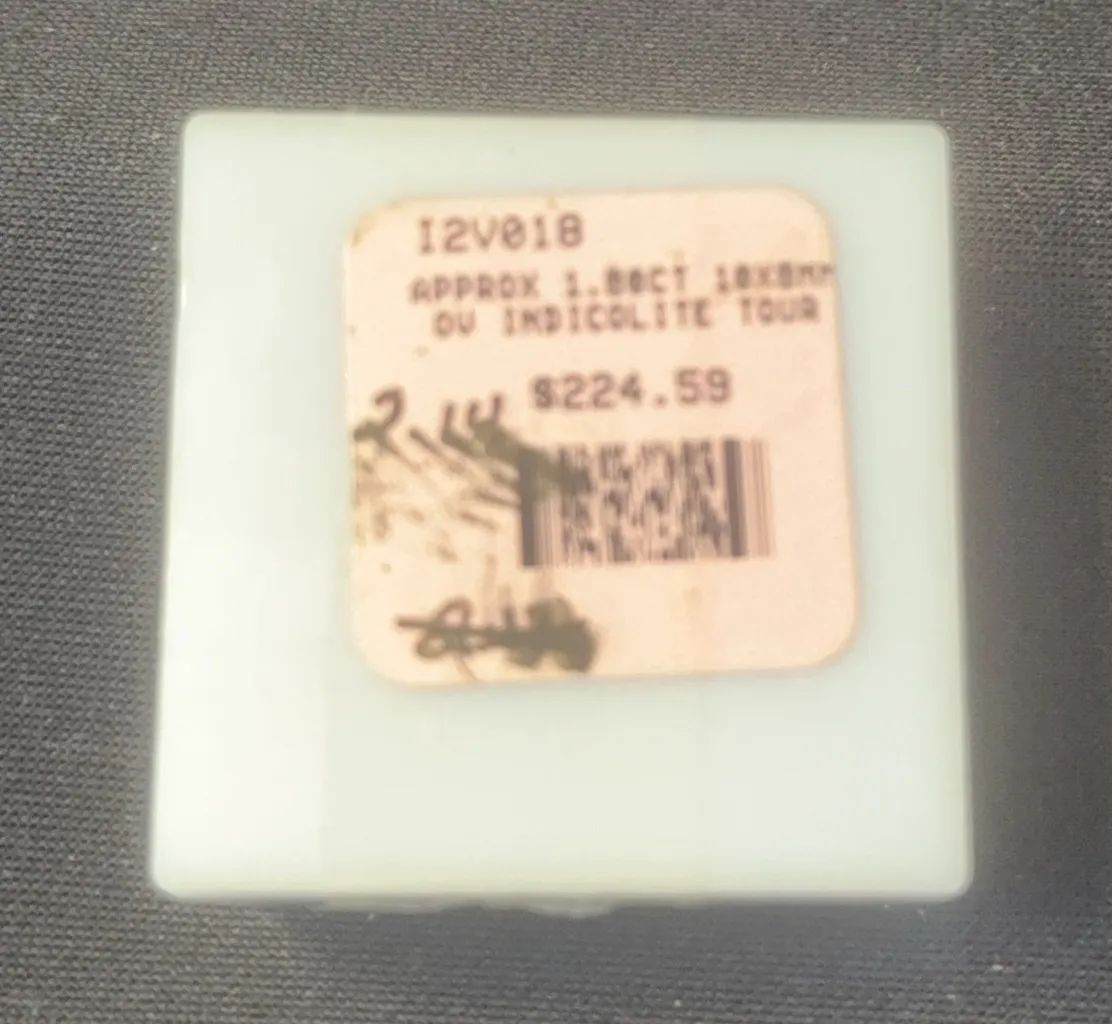 I2V018
APPROX 1.80CT 10X8MM
OV INDICOLITE TOUR
$224.59